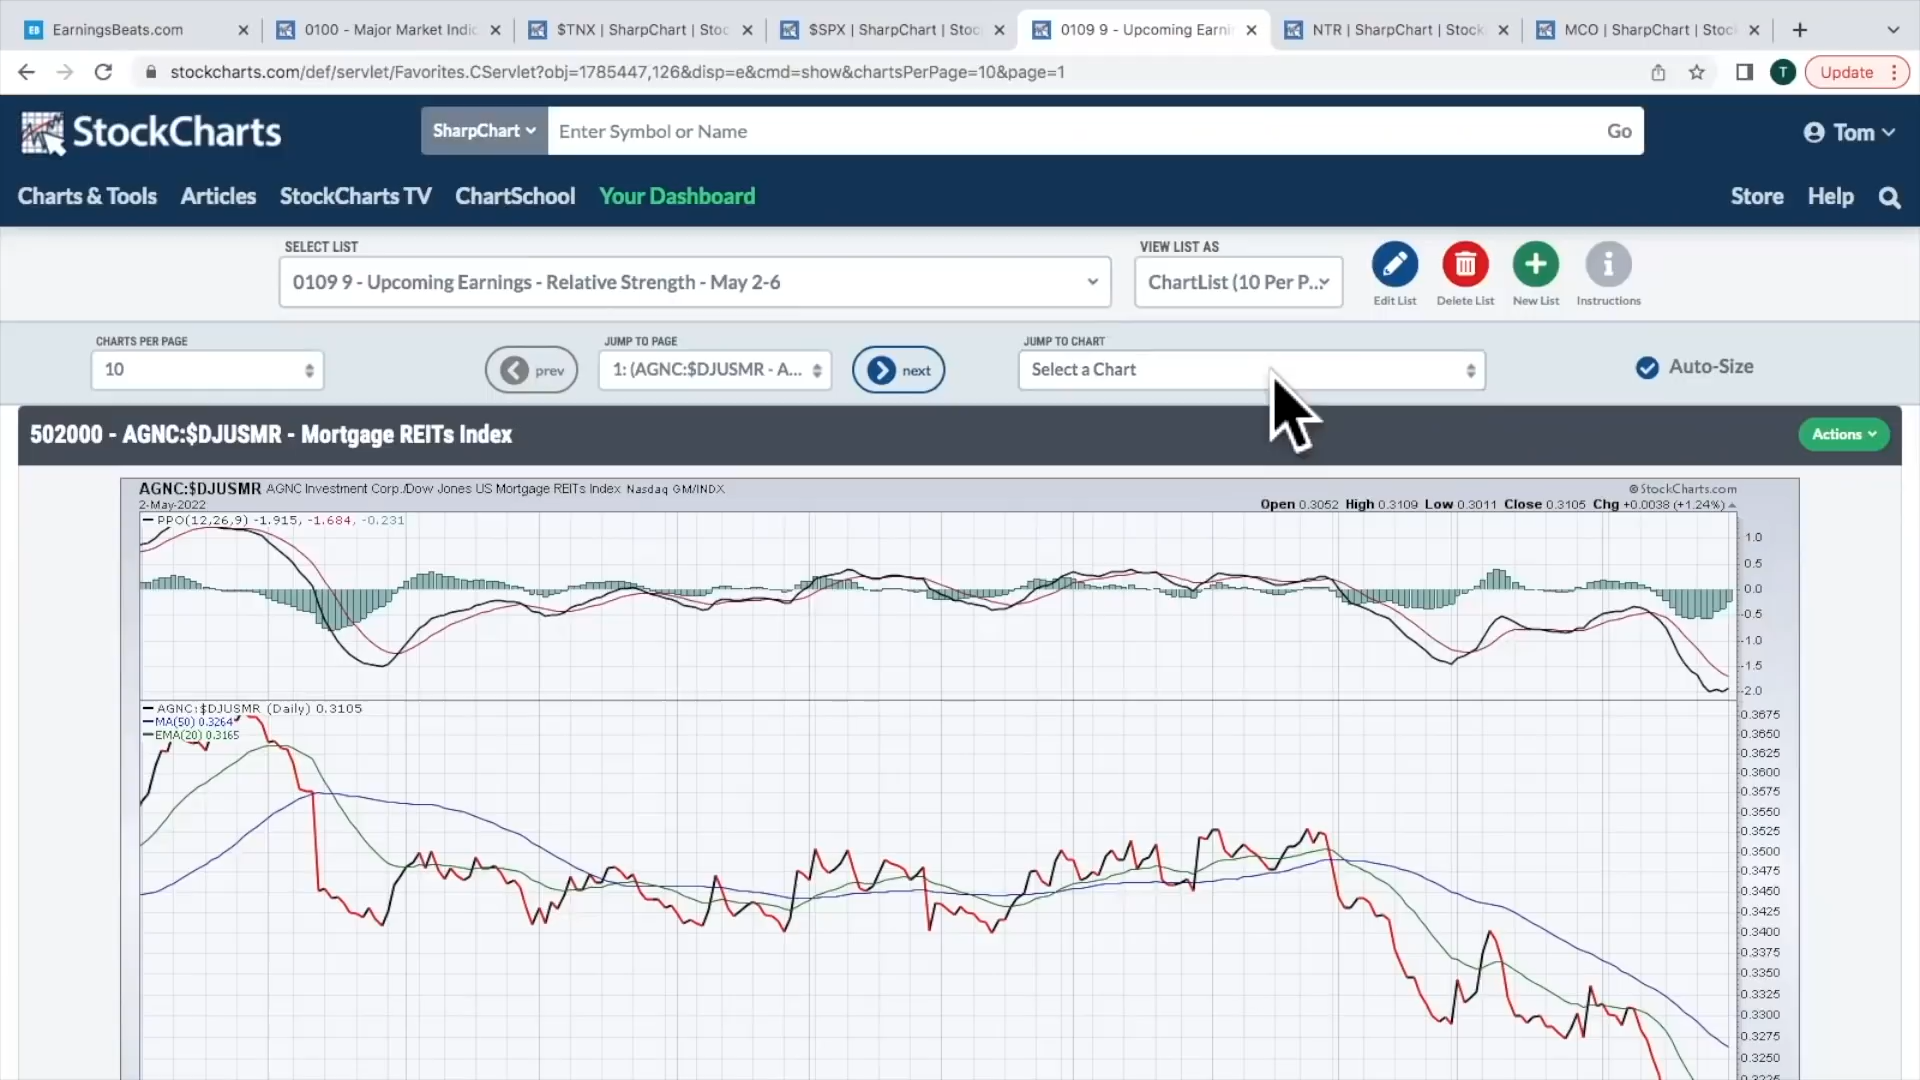 EarningsBeats.com
0100 - Major Market Indic
$TNX | SharpChart | Stoc
$SPX | SharpChart | Stoc
0109 9 - Upcoming Earni
NTR | SharpChart | Stock
MCO | SharpChart | Stoc
stockcharts.com/def/servlet/Favorites.CServlet?obj=1785447,126&disp=e&cmd=show&chartsPerPage=10&page=1
T
Update
StockCharts
SharpChart
Enter Symbol or Name
Go
Tom
Charts & Tools
Articles
StockCharts TV
ChartSchool
Your Dashboard
Store
Help
SELECT LIST
0109 9 - Upcoming Earnings - Relative Strength - May 2-6
VIEW LIST AS
ChartList (10 Per P...
Edit List
Delete List
New List
Instructions
CHARTS PER PAGE
10
prev
JUMP TO PAGE
1: (AGNC:$DJUSMR - A...
next
JUMP TO CHART
Select a Chart
Auto-Size
502000 - AGNC:$DJUSMR - Mortgage REITs Index
Actions
AGNC:$DJUSMR AGNC Investment Corp./Dow Jones US Mortgage REITs Index Nasdaq GM/INDX
©StockCharts.com
2-May-2022
Open 0.3052 High 0.3109 Low 0.3011 Close 0.3105 Chg +0.0038 (+1.24%)
PPO(12,26,9) -1.915, -1.684, -0.231
1.0
0.5
0.0
-0.5
-1.0
-1.5
-2.0
AGNC:$DJUSMR (Daily) 0.3105
MA(50) 0.3264
EMA(20) 0.3165
0.3675
0.3650
0.3625
0.3600
0.3575
0.3550
0.3525
0.3500
0.3475
0.3450
0.3425
0.3400
0.3375
0.3350
0.3325
0.3300
0.3275
0.3250